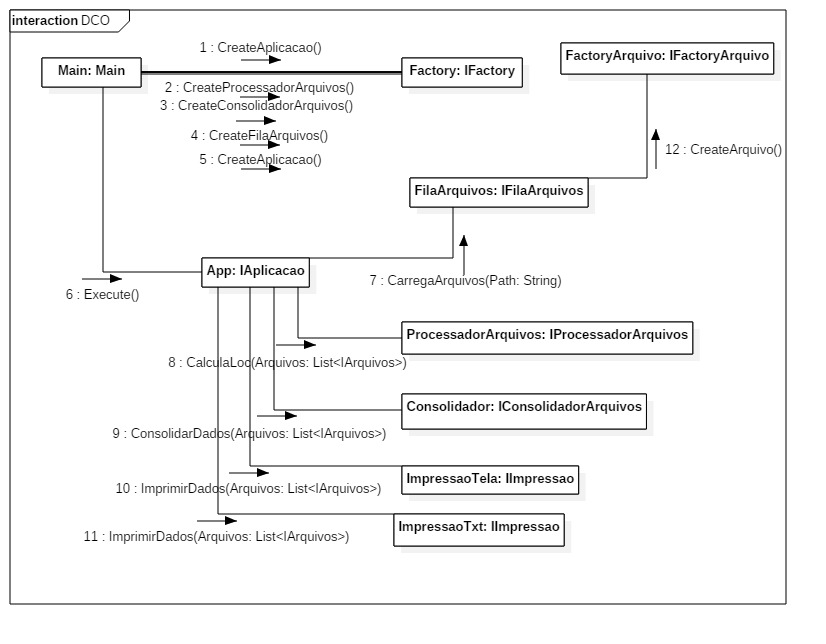 interaction DCO
1 : CreateAplicacao()
Main: Main
Factory: IFactory
FactoryArquivo: IFactoryArquivo
2 : CreateProcessadorArquivos()
3 : CreateConsolidadorArquivos()
4 : CreateFilaArquivos()
5 : CreateAplicacao()
12 : CreateArquivo()
FilaArquivos: IFilaArquivos
App: IAplicacao
6 : Execute()
7 : CarregaArquivos(Path: String)
ProcessadorArquivos: IProcessadorArquivos
8 : CalculaLoc(Arquivos: List<IArquivos>)
Consolidador: IConsolidadorArquivos
9 : ConsolidarDados(Arquivos: List<IArquivos>)
ImpressaoTela: IImpressao
10 : ImprimirDados(Arquivos: List<IArquivos>)
ImpressaoTxt: IImpressao
11 : ImprimirDados(Arquivos: List<IArquivos>)